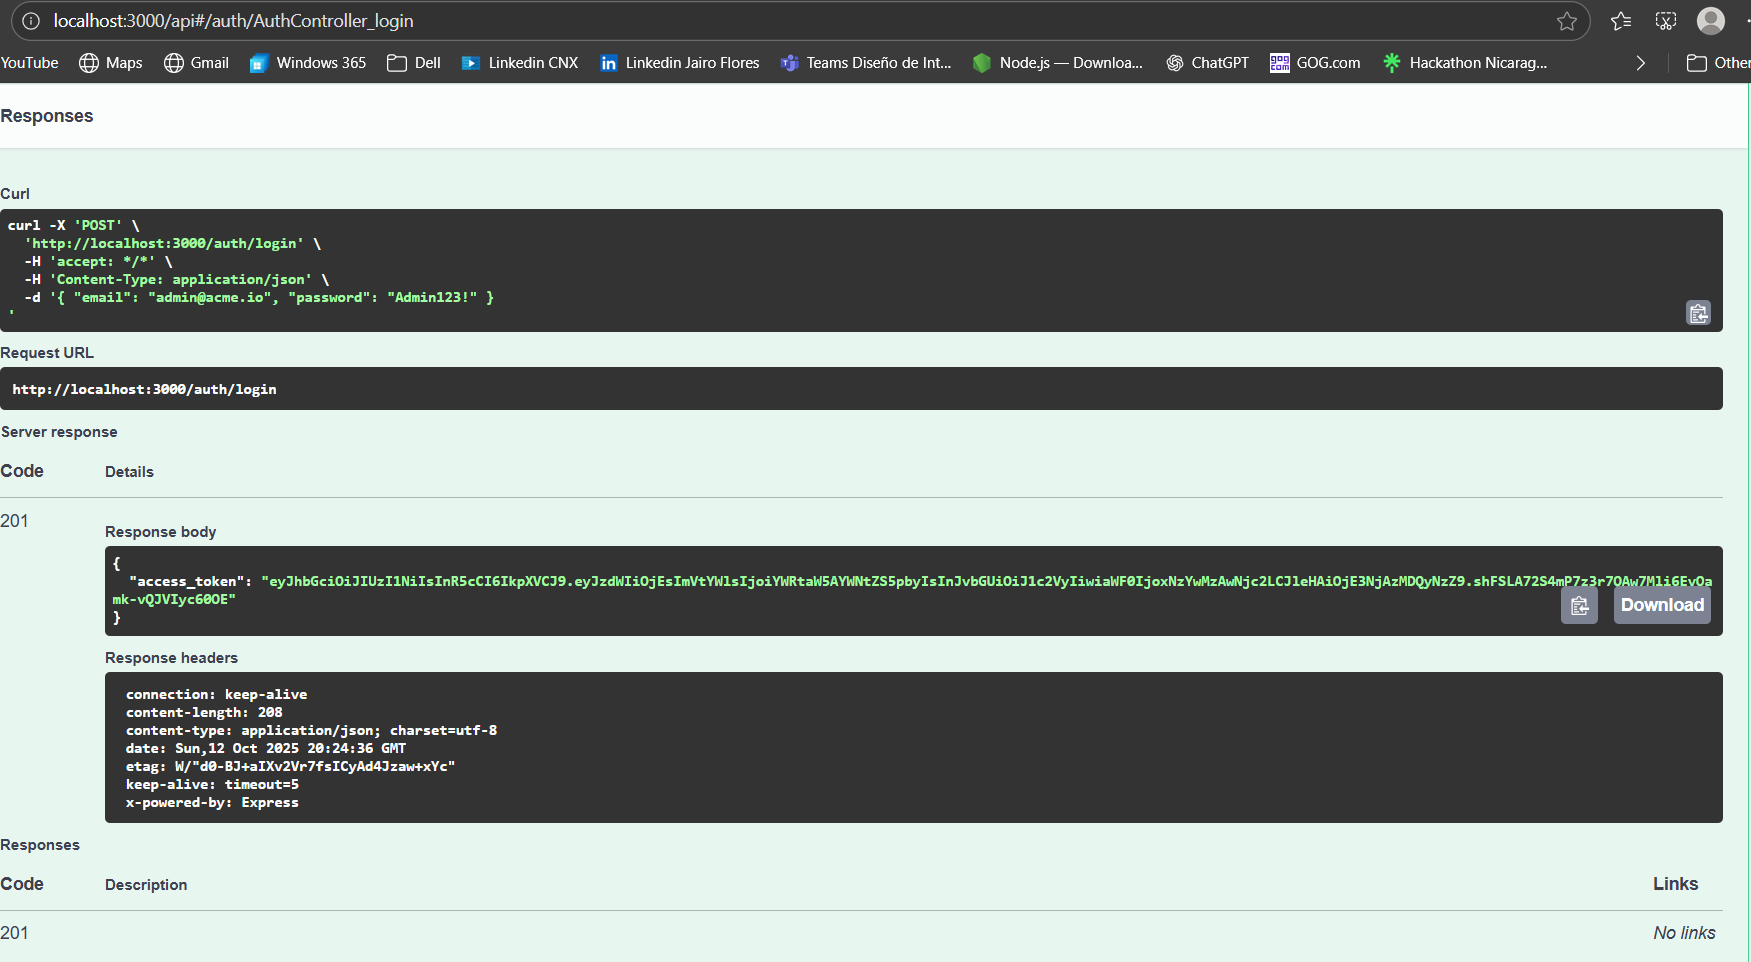 localhost:3000/api#/auth/AuthController_login
YouTube Maps Gmail Windows 365 Dell Linkedin CNX Linkedin Jairo Flores Teams Diseño de Int... Node.js — Downloa... ChatGPT GOG.com Hackathon Nicarag... Other
Responses
Curl
curl -X 'POST' \
'http://localhost:3000/auth/login' \
-H 'accept: */*' \
-H 'Content-Type: application/json' \
-d '{ "email": "admin@acme.io", "password": "Admin123!" }
'
Request URL
http://localhost:3000/auth/login
Server response
Code Details
201
Response body
{
"access_token": "eyJhbGciOiJIUzI1NiIsInR5cCI6IkpXVCJ9.eyJzdWIiOjEsImVtYWlsIjoiYWRtaW5AYWNtZS5pbyIsInJvbGUiOiJ1c2VyIiwiaWF0IjoxNzYwMzAwNjc2LCJleHAiOjE3NjAzMDQyNzZ9.shFSLA72S4mP7z3r7OAw7Mli6EvOa
mk-vQJVIyc60OE"
}
Download
Response headers
connection: keep-alive
content-length: 208
content-type: application/json; charset=utf-8
date: Sun,12 Oct 2025 20:24:36 GMT
etag: W/"d0-BJ+aIXv2Vr7fsICyAd4Jzaw+xYc"
keep-alive: timeout=5
x-powered-by: Express
Responses
Code Description Links
201 No links